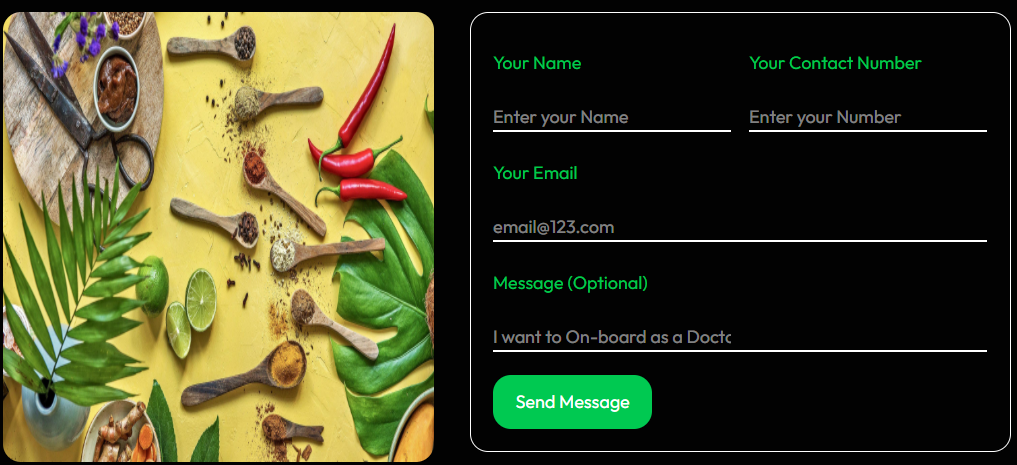 Your Name
Your Contact Number
Enter your Name
Enter your Number
Your Email
email@123.com
Message (Optional)
I want to On-board as a
Send Message